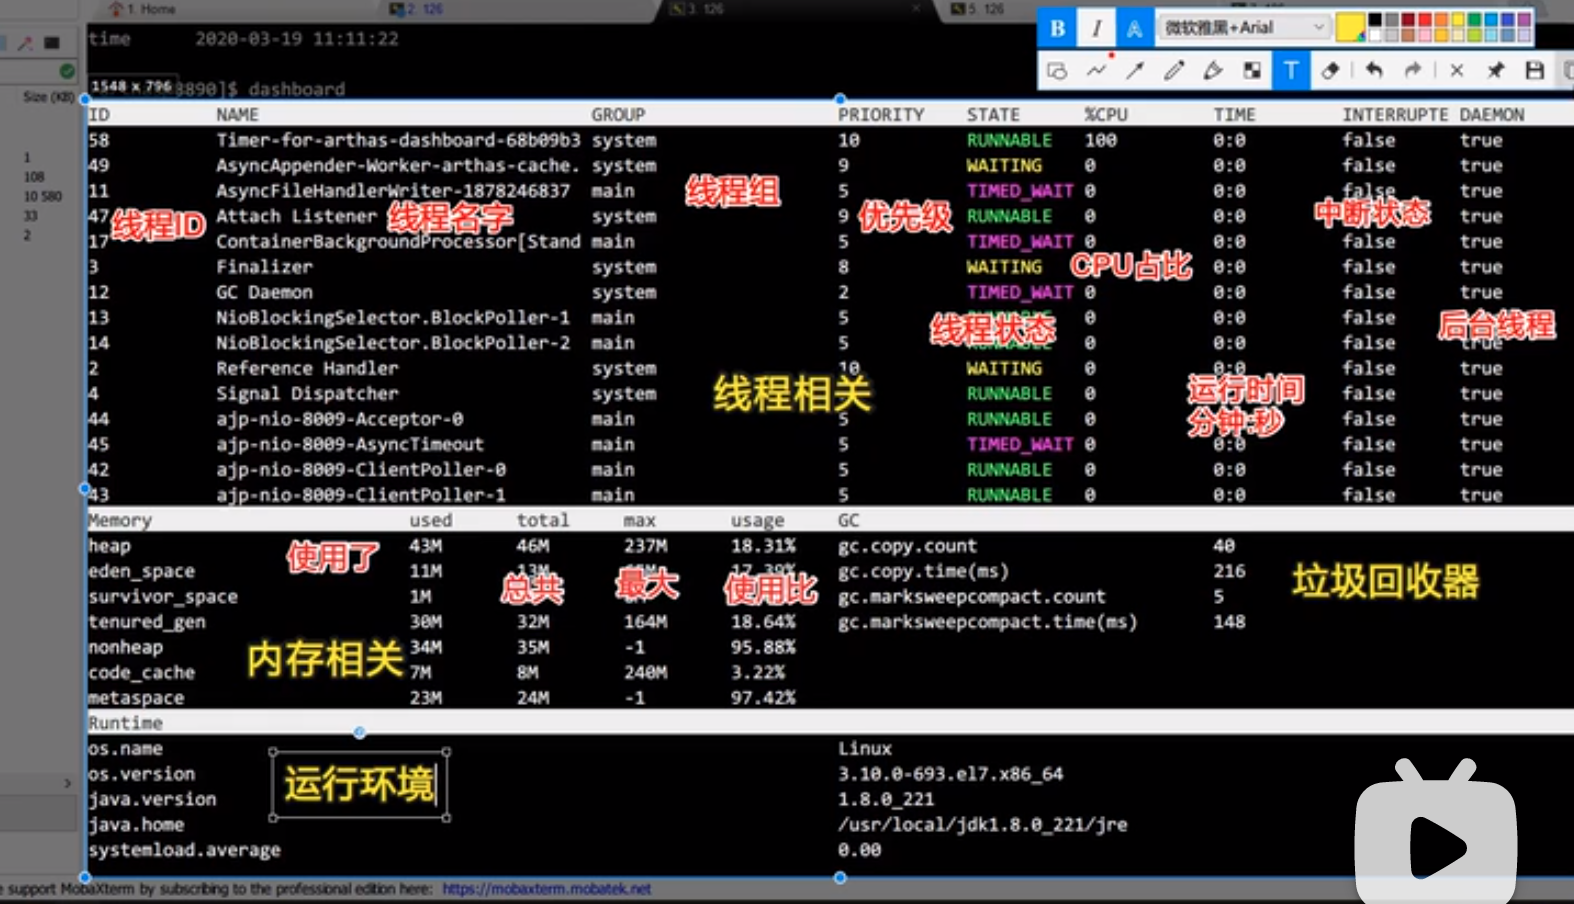 1. Home
2. 126
3. 126
5. 126
B I A 微软雅黑+Arial
time 2020-03-19 11:11:22
Size (KB)
1548 x 796
3890]$ dashboard
1
108
10 580
33
2
ID NAME GROUP PRIORITY STATE %CPU TIME INTERRUPTE DAEMON
58 Timer-for-arthas-dashboard-68b09b3 system 10 RUNNABLE 100 0:0 false true
49 AsyncAppender-Worker-arthas-cache. system 9 WAITING 0 0:0 false true
11 AsyncFileHandlerWriter-1878246837 main 5 TIMED_WAIT 0 0:0 false true
线程组
47 Attach Listener system 9 RUNNABLE 0 0:0 false true
线程ID 线程名字 优先级 中断状态
17 ContainerBackgroundProcessor[Stand main 5 TIMED_WAIT 0 0:0 false true
3 Finalizer system 8 WAITING 0:0 false true
CPU占比
12 GC Daemon system 2 TIMED_WAIT 0 0:0 false true
13 NioBlockingSelector.BlockPoller-1 main 5 0 0:0 false true
线程状态 后台线程
14 NioBlockingSelector.BlockPoller-2 main 5 0 0:0 false true
2 Reference Handler system 10 WAITING 0 0:0 false true
4 Signal Dispatcher system RUNNABLE 0 false true
线程相关 运行时间
分钟:秒
44 ajp-nio-8009-Acceptor-0 main 5 RUNNABLE 0 false true
45 ajp-nio-8009-AsyncTimeout main 5 TIMED_WAIT 0 0:0 false true
42 ajp-nio-8009-ClientPoller-0 main 5 RUNNABLE 0 0:0 false true
43 ajp-nio-8009-ClientPoller-1 main 5 RUNNABLE 0 0:0 false true
Memory used total max usage GC
heap 43M 46M 237M 18.31% gc.copy.count 40
使用了
eden_space 11M 13M 17.39% gc.copy.time(ms) 216
总共 最大 使用比 垃圾回收器
survivor_space 1M gc.marksweepcompact.count 5
tenured_gen 30M 32M 164M 18.64% gc.marksweepcompact.time(ms) 148
nonheap 34M 35M -1 95.88%
内存相关
code_cache 7M 8M 240M 3.22%
metaspace 23M 24M -1 97.42%
Runtime
os.name Linux
os.version 3.10.0-693.el7.x86_64
运行环境
java.version 1.8.0_221
java.home /usr/local/jdk1.8.0_221/jre
systemload.average 0.00
e support MobaXterm by subscribing to the professional edition here: https://mobaxterm.mobatek.net